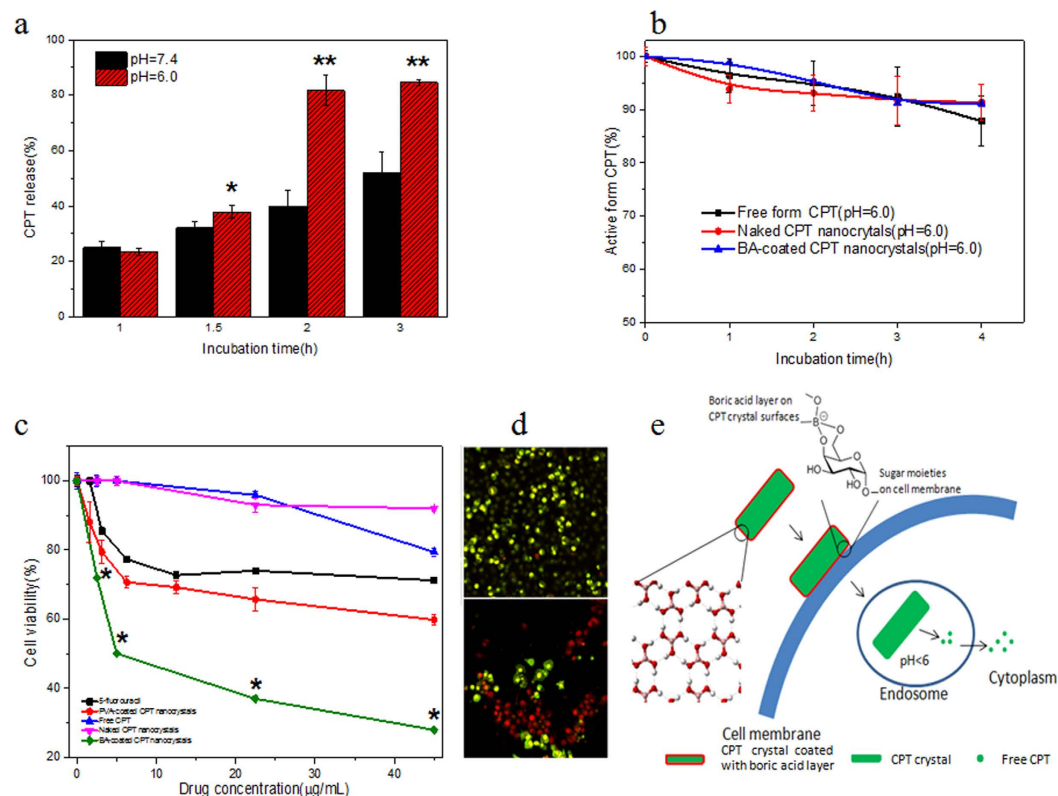 a
pH=7.4
pH=6.0
CPT release(%)
100
80
60
40
20
0
*
**
**
1
1.5
2
3
Incubation time(h)
b
Active form CPT(%)
100
90
80
70
60
50
Free form CPT(pH=6.0)
Naked CPT nanocrytals(pH=6.0)
BA-coated CPT nanocrystals(pH=6.0)
0
1
2
3
4
Incubation time(h)
c
Cell viability(%)
100
80
60
40
20
*
*
*
*
5-fluorouracil
PVA-coated CPT nanocrystals
Free CPT
Naked CPT nanocrystals
BA-coated CPT nanocrystals
0
10
20
30
40
Drug concentration(μg/mL)
d
e
Boric acid layer on
CPT crystal surfaces
O
B
⊖
O
O
O
HO
HO
O
Sugar moieties
on cell membrane
pH<6
Endosome
Cytoplasm
Cell membrane
CPT crystal coated
with boric acid layer
CPT crystal
Free CPT